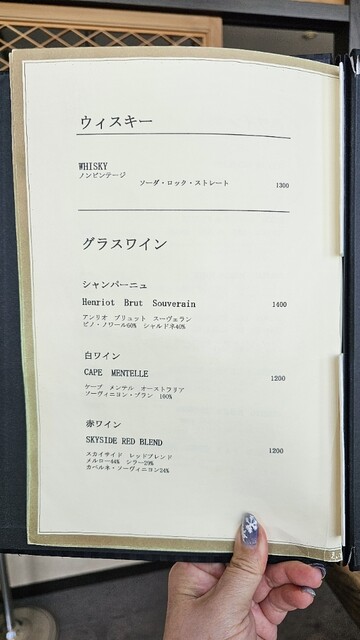 ウィスキー
WHISKY
ノンビンテージ
ソーダ・ロック・ストレート 1300
グラスワイン
シャンパーニュ
Henriot Brut Souverain 1400
アンリオ ブリュット スーヴェラン
ピノ・ノワール60% シャルドネ40%
白ワイン
CAPE MENTELLE 1200
ケープ メンテル オーストラリア
ソーヴィニヨン・ブラン 100%
赤ワイン
SKYSIDE RED BLEND
スカイサイド レッドブレンド 1200
メルロー44% シラー29%
カベルネ・ソーヴィニヨン24%